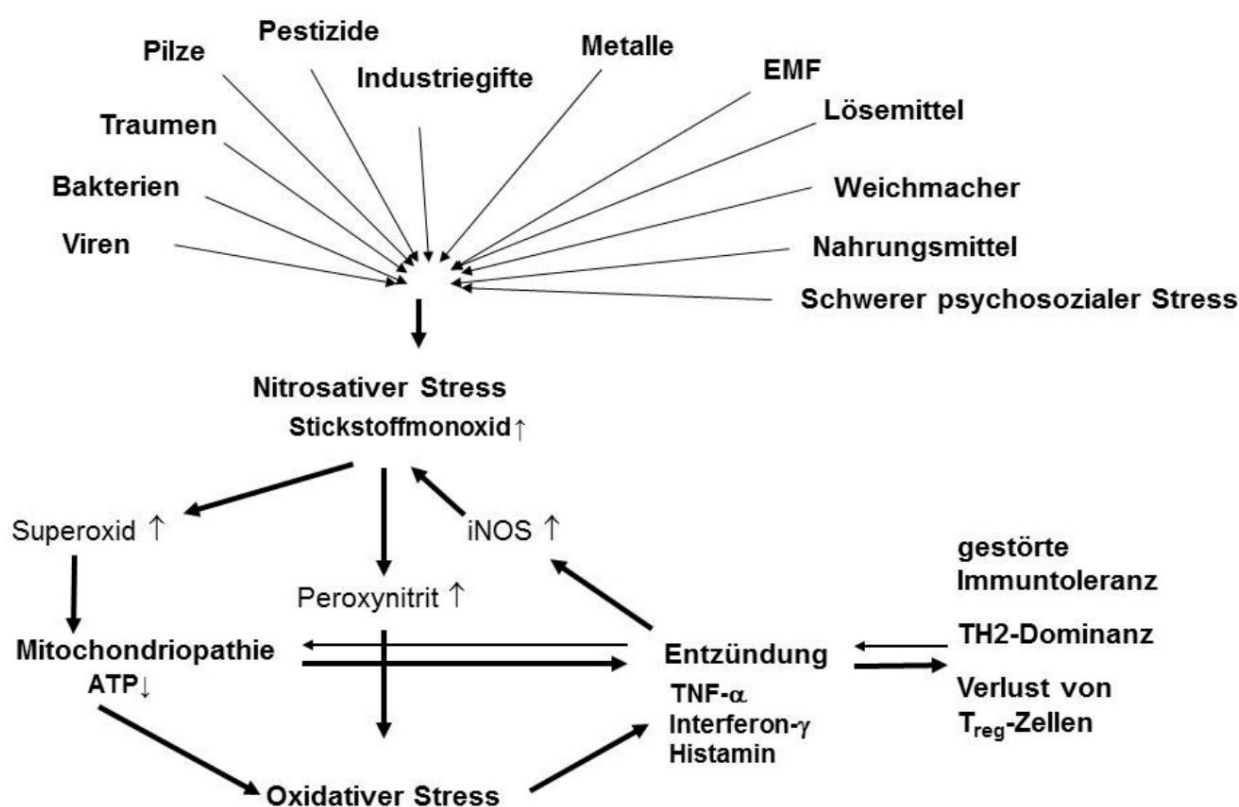 Pilze
Pestizide
Industriegifte
Metalle
EMF
Traumen
Lösemittel
Bakterien
Weichmacher
Viren
Nahrungsmittel
Schwerer psychosozialer Stress
Nitrosativer Stress
Stickstoffmonoxid↑
Superoxid ↑
iNOS ↑
Peroxynitrit ↑
gestörte
Immuntoleranz
TH2-Dominanz
Verlust von
Treg-Zellen
Mitochondriopathie
ATP↓
Entzündung
TNF-α
Interferon-γ
Histamin
Oxidativer Stress